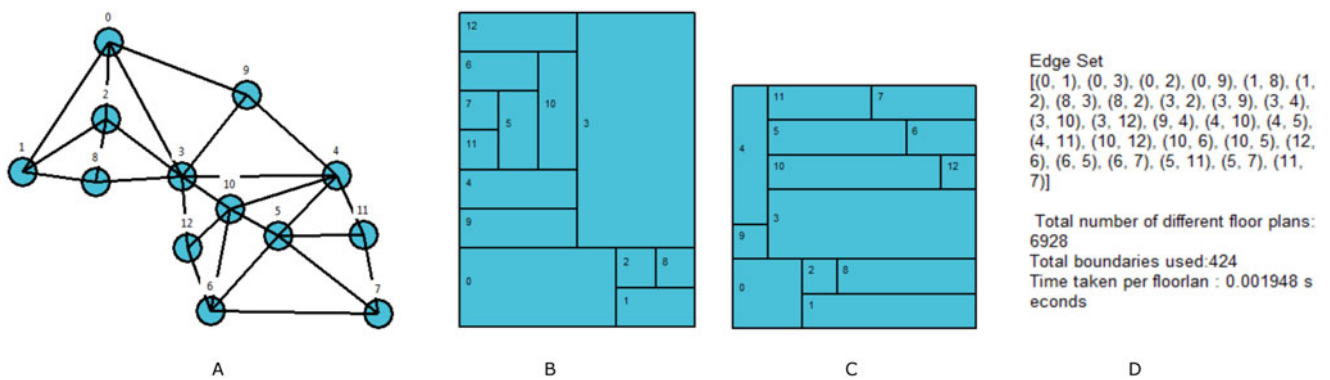 0
9
2
1
8
3
4
10
12
5
11
6
7
A
12
6
10
7
5
3
11
4
9
0
2
8
1
B
11
7
5
6
4
10
12
3
9
0
2
8
1
C
Edge Set
[(0, 1), (0, 3), (0, 2), (0, 9), (1, 8), (1,
2), (8, 3), (8, 2), (3, 2), (3, 9), (3, 4),
(3, 10), (3, 12), (9, 4), (4, 10), (4, 5),
(4, 11), (10, 12), (10, 6), (10, 5), (12,
6), (6, 5), (6, 7), (5, 11), (5, 7), (11,
7)]
Total number of different floor plans:
6928
Total boundaries used:424
Time taken per floorlan : 0.001948 s
econds
D